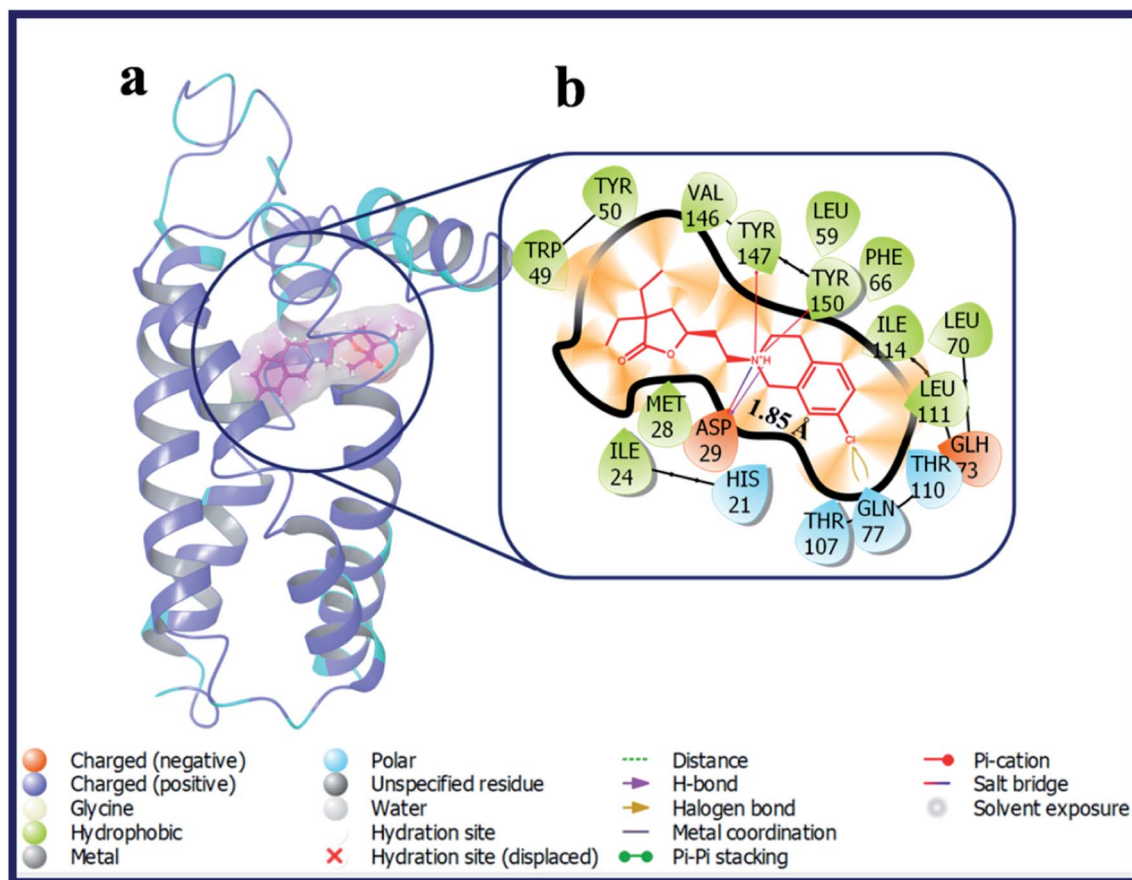 a
b
TYR
50
VAL
146
LEU
59
TRP
49
TYR
147
PHE
66
TYR
150
ILE
114
LEU
70
N⁺H
O
O
MET
28
ASP
29
1.85 Å
LEU
111
Cl
GLH
73
ILE
24
HIS
21
THR
110
THR
107
GLN
77
Charged (negative)
Charged (positive)
Glycine
Hydrophobic
Metal
Polar
Unspecified residue
Water
Hydration site
Hydration site (displaced)
Distance
H-bond
Halogen bond
Metal coordination
Pi-Pi stacking
Pi-cation
Salt bridge
Solvent exposure